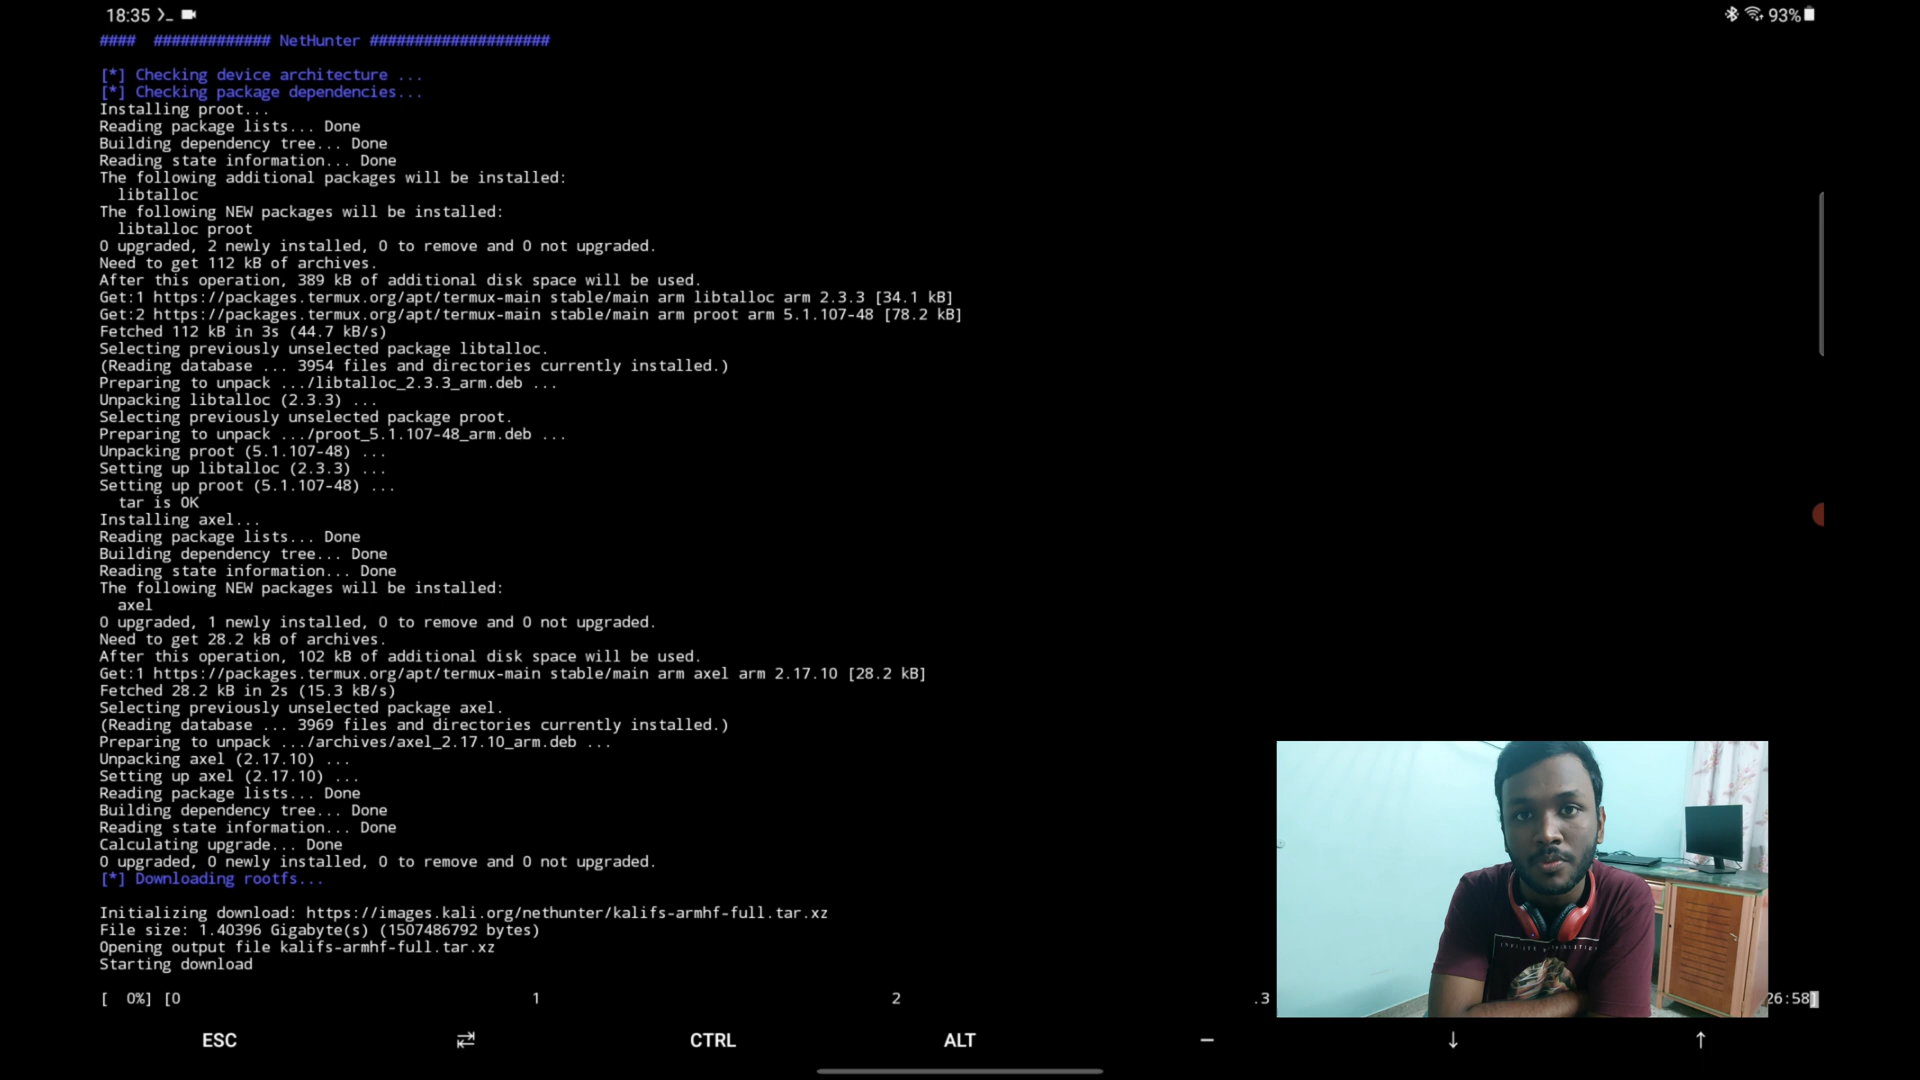 18:35
93%
#### ############# NetHunter ####################
[*] Checking device architecture ...
[*] Checking package dependencies...
Installing proot...
Reading package lists... Done
Building dependency tree... Done
Reading state information... Done
The following additional packages will be installed:
libtalloc
The following NEW packages will be installed:
libtalloc proot
0 upgraded, 2 newly installed, 0 to remove and 0 not upgraded.
Need to get 112 kB of archives.
After this operation, 389 kB of additional disk space will be used.
Get:1 https://packages.termux.org/apt/termux-main stable/main arm libtalloc arm 2.3.3 [34.1 kB]
Get:2 https://packages.termux.org/apt/termux-main stable/main arm proot arm 5.1.107-48 [78.2 kB]
Fetched 112 kB in 3s (44.7 kB/s)
Selecting previously unselected package libtalloc.
(Reading database ... 3954 files and directories currently installed.)
Preparing to unpack .../libtalloc_2.3.3_arm.deb ...
Unpacking libtalloc (2.3.3) ...
Selecting previously unselected package proot.
Preparing to unpack .../proot_5.1.107-48_arm.deb ...
Unpacking proot (5.1.107-48) ...
Setting up libtalloc (2.3.3) ...
Setting up proot (5.1.107-48) ...
tar is OK
Installing axel...
Reading package lists... Done
Building dependency tree... Done
Reading state information... Done
The following NEW packages will be installed:
axel
0 upgraded, 1 newly installed, 0 to remove and 0 not upgraded.
Need to get 28.2 kB of archives.
After this operation, 102 kB of additional disk space will be used.
Get:1 https://packages.termux.org/apt/termux-main stable/main arm axel arm 2.17.10 [28.2 kB]
Fetched 28.2 kB in 2s (15.3 kB/s)
Selecting previously unselected package axel.
(Reading database ... 3969 files and directories currently installed.)
Preparing to unpack .../archives/axel_2.17.10_arm.deb ...
Unpacking axel (2.17.10) ...
Setting up axel (2.17.10) ...
Reading package lists... Done
Building dependency tree... Done
Reading state information... Done
Calculating upgrade... Done
0 upgraded, 0 newly installed, 0 to remove and 0 not upgraded.
[*] Downloading rootfs...
Initializing download: https://images.kali.org/nethunter/kalifs-armhf-full.tar.xz
File size: 1.40396 Gigabyte(s) (1507486792 bytes)
Opening output file kalifs-armhf-full.tar.xz
Starting download
[ 0%] [0 1 2 .3 26:58]
ESC ⇄ CTRL ALT – ↓ ↑